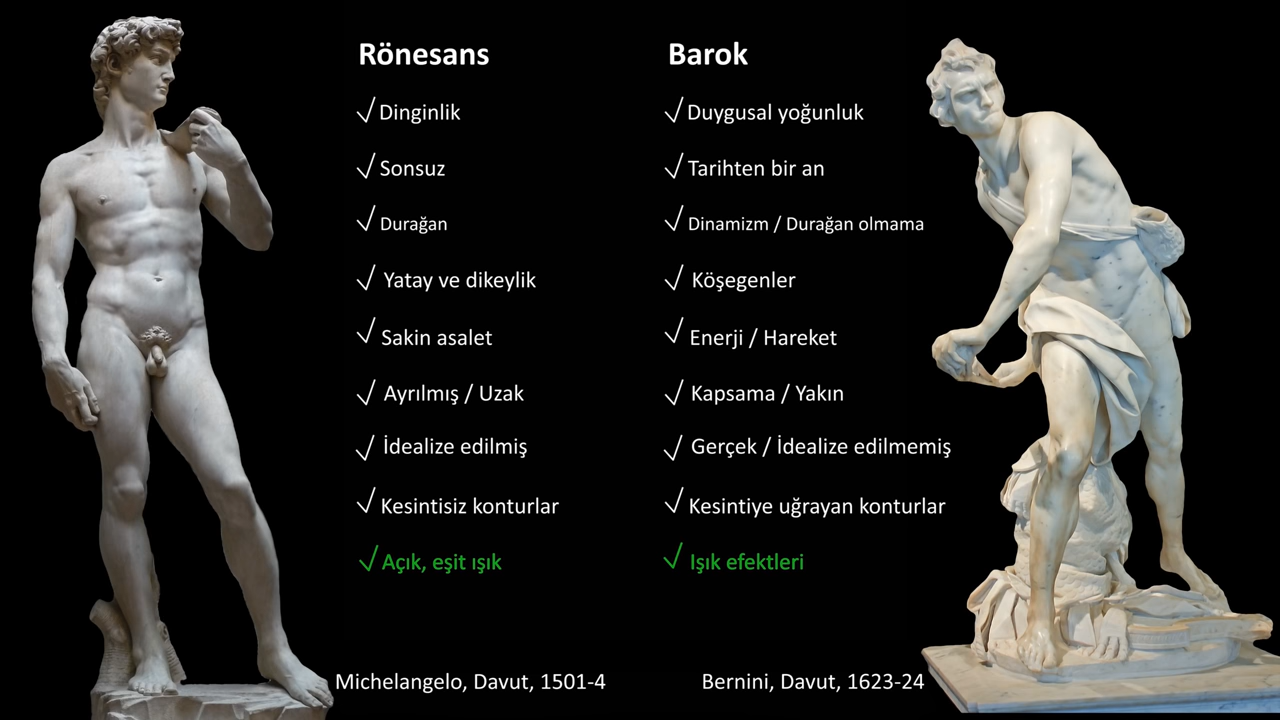 Rönesans
Dinginlik
Sonsuz
Durağan
Yatay ve dikeylik
Sakin asalet
Ayrılmış / Uzak
İdealize edilmiş
Kesintisiz konturlar
Açık, eşit ışık
Michelangelo, Davut, 1501-4
Barok
Duygusal yoğunluk
Tarihten bir an
Dinamizm / Durağan olmama
Köşegenler
Enerji / Hareket
Kapsama / Yakın
Gerçek / İdealize edilmemiş
Kesintiye uğrayan konturlar
Işık efektleri
Bernini, Davut, 1623-24